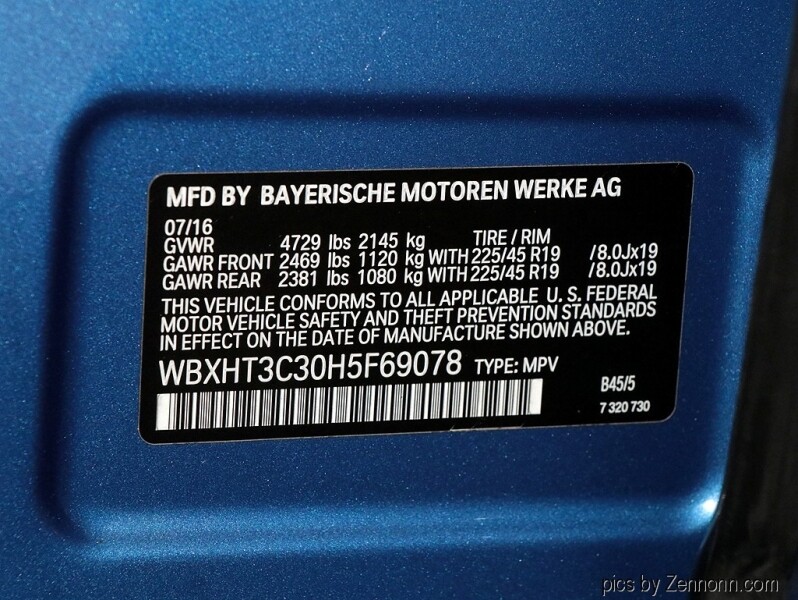 MFD BY BAYERISCHE MOTOREN WERKE AG
07/16
GVWR 4729 lbs 2145 kg TIRE / RIM
GAWR FRONT 2469 lbs 1120 kg WITH 225/45 R19 /8.0Jx19
GAWR REAR 2381 lbs 1080 kg WITH 225/45 R19 /8.0Jx19
THIS VEHICLE CONFORMS TO ALL APPLICABLE U. S. FEDERAL
MOTOR VEHICLE SAFETY AND THEFT PREVENTION STANDARDS
IN EFFECT ON THE DATE OF MANUFACTURE SHOWN ABOVE.
WBXHT3C30H5F69078 TYPE: MPV
B45/5
7 320 730
pics by Zennonn.com